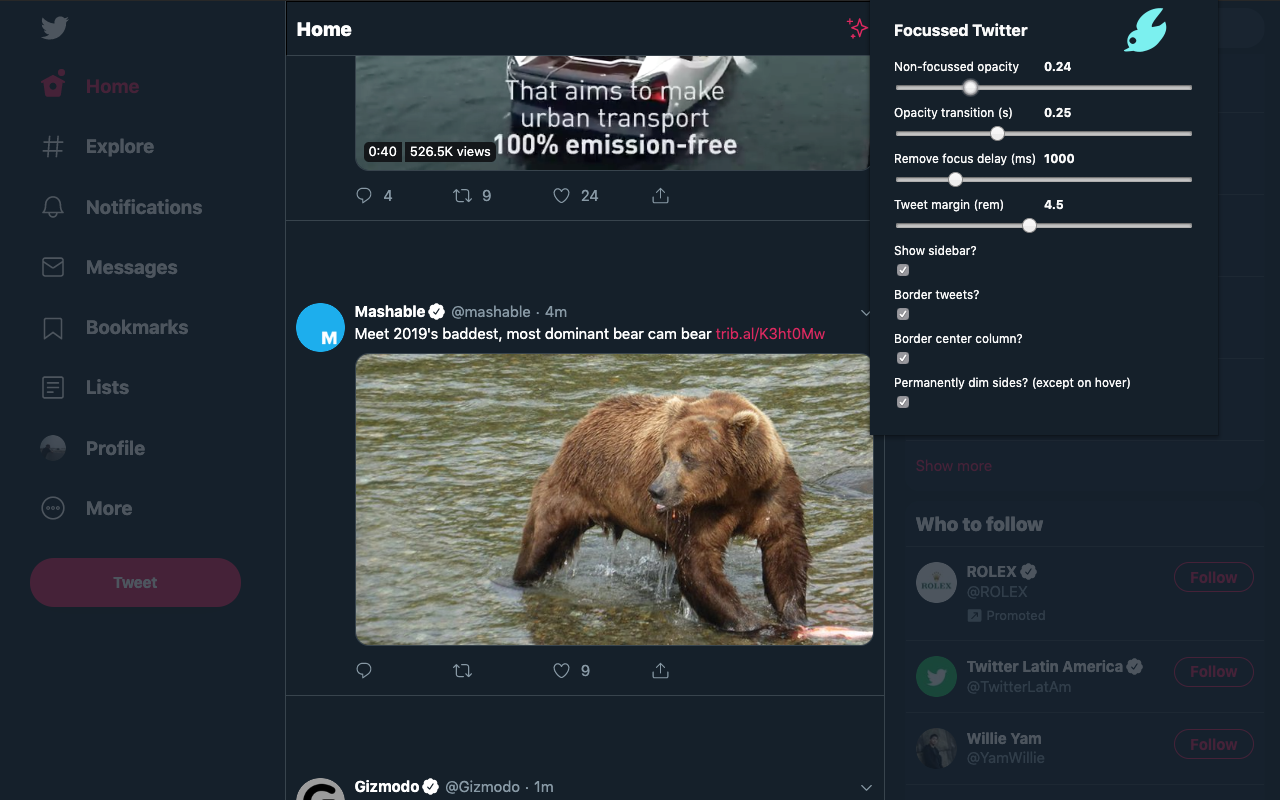 Home
Explore
Notifications
Messages
Bookmarks
Lists
Profile
More
Tweet
Home
That aims to make
urban transport
100% emission-free
0:40 526.5K views
4 9 24
Mashable @mashable · 4m
Meet 2019's baddest, most dominant bear cam bear trib.al/K3ht0Mw
M
9
Gizmodo @Gizmodo · 1m
Focussed Twitter
Non-focussed opacity 0.24
Opacity transition (s) 0.25
Remove focus delay (ms) 1000
Tweet margin (rem) 4.5
Show sidebar?
Border tweets?
Border center column?
Permanently dim sides? (except on hover)
Show more
Who to follow
ROLEX
@ROLEX
Promoted
Follow
ROLEX
Twitter Latin America
@TwitterLatAm
Follow
Willie Yam
@YamWillie
Follow